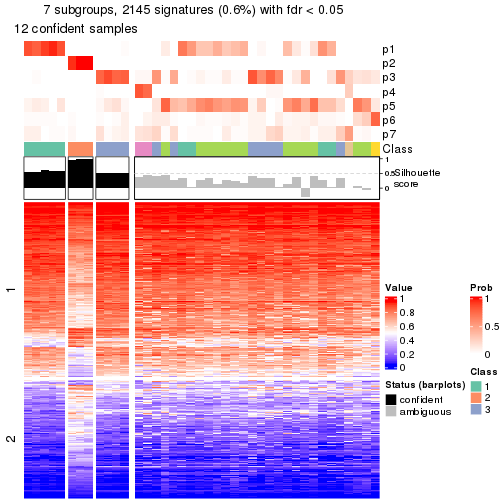 7 subgroups, 2145 signatures (0.6%) with fdr < 0.05
12 confident samples
p1
p2
p3
p4
p5
p6
p7
Class
1
0.5
0
Silhouette
score
1
2
Value
1
0.8
0.6
0.4
0.2
0
Prob
1
0.5
0
Status (barplots)
confident
ambiguous
Class
1
2
3